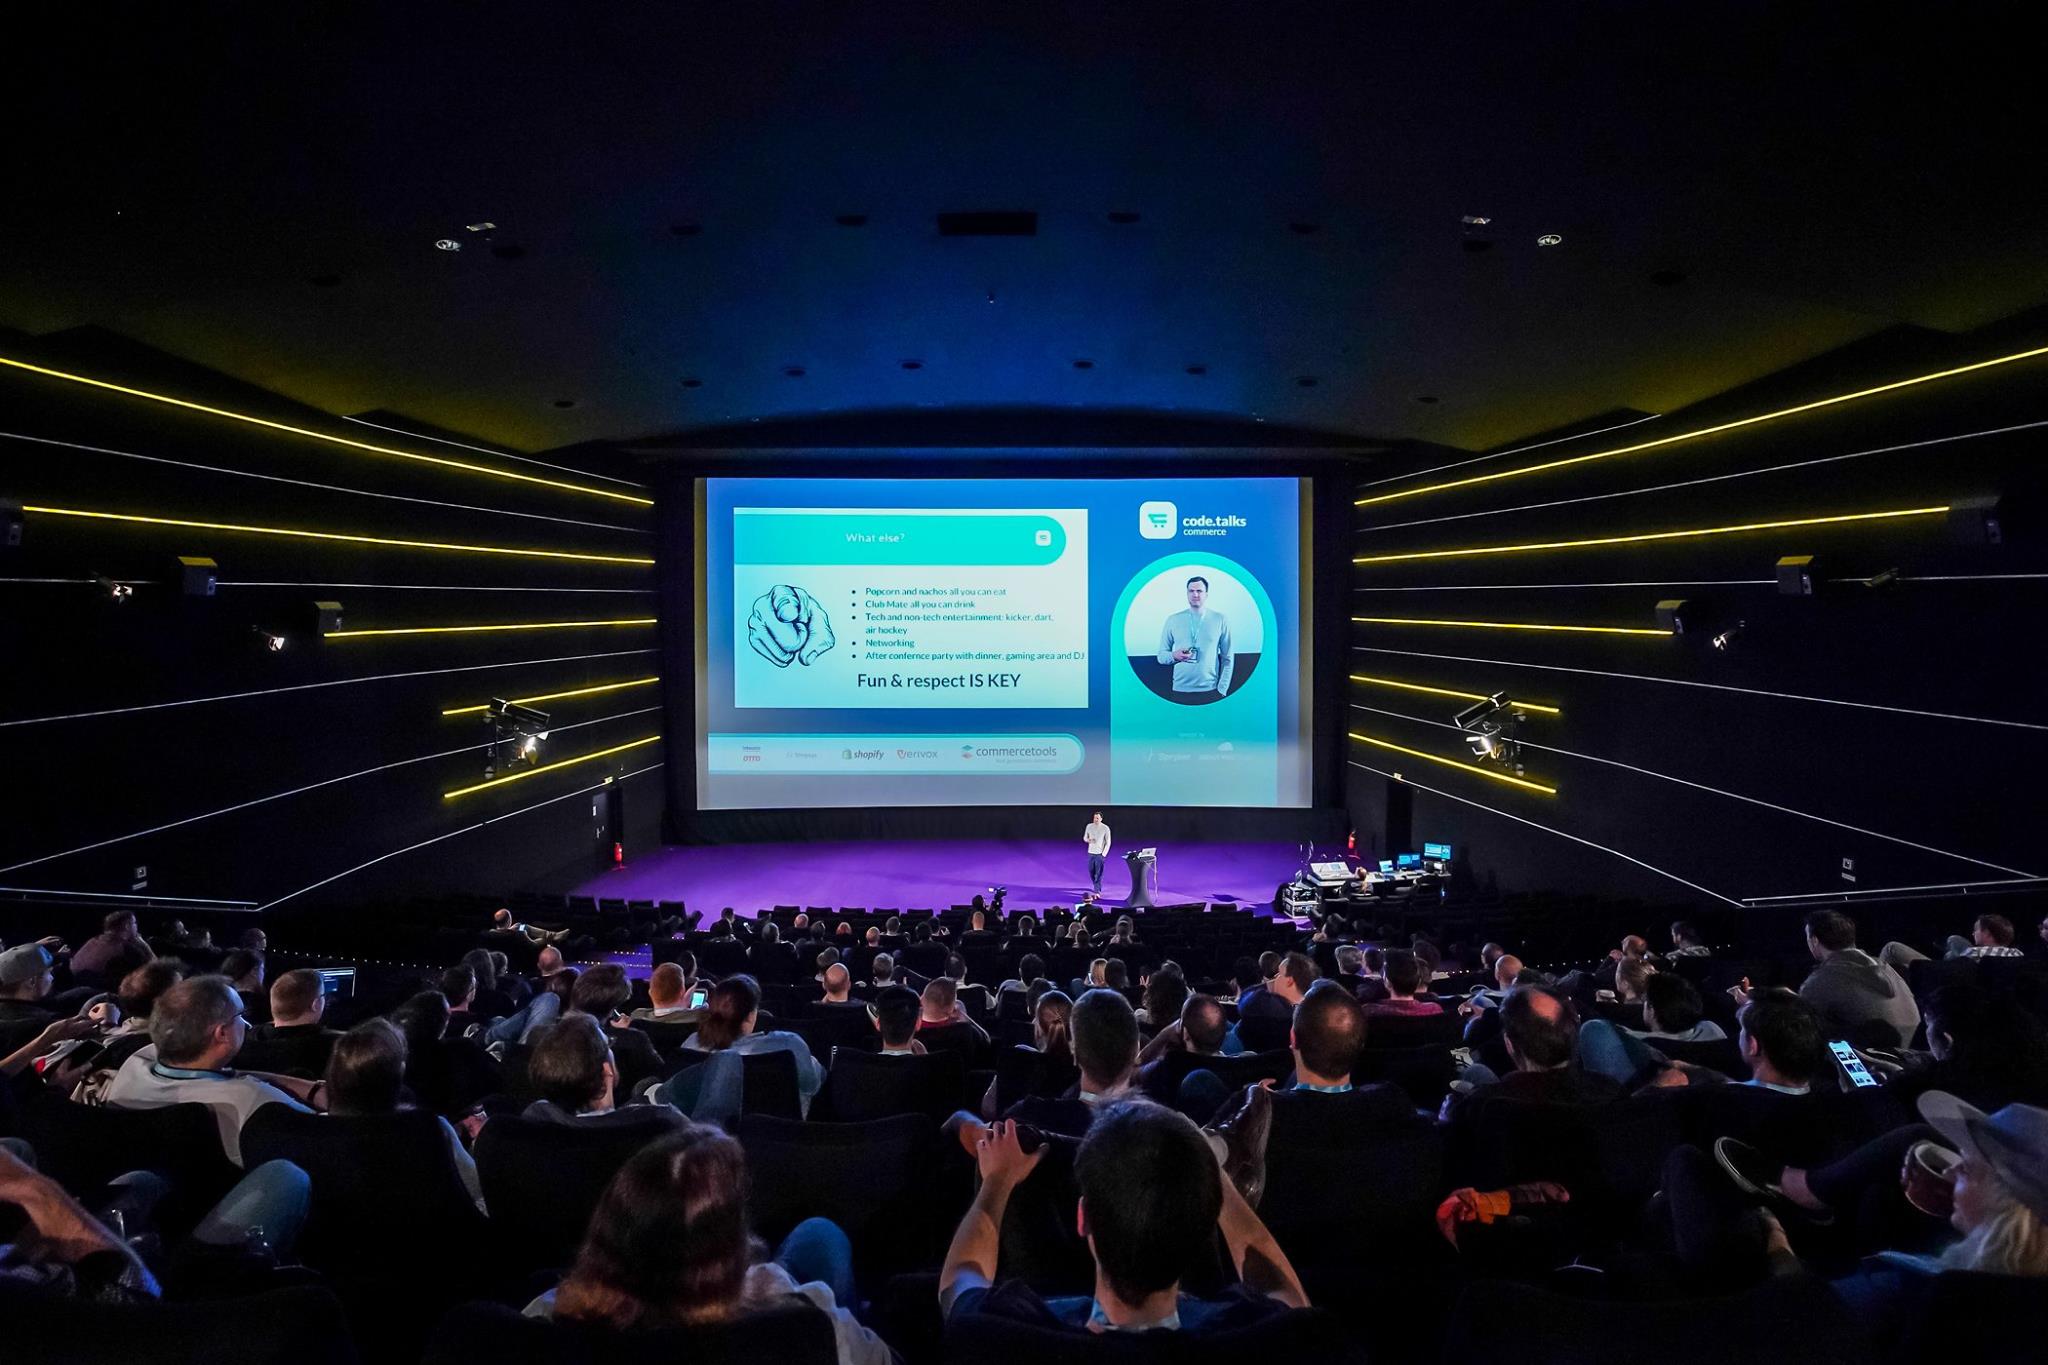 What else?
code.talks
commerce
Popcorn and nachos all you can eat
Club Mate all you can drink
Tech and non-tech entertainment: kicker, dart,
air hockey
Networking
After confernce party with dinner, gaming area and DJ
Fun & respect IS KEY
OTTO
shopify
verivox
commercetools
Spryker